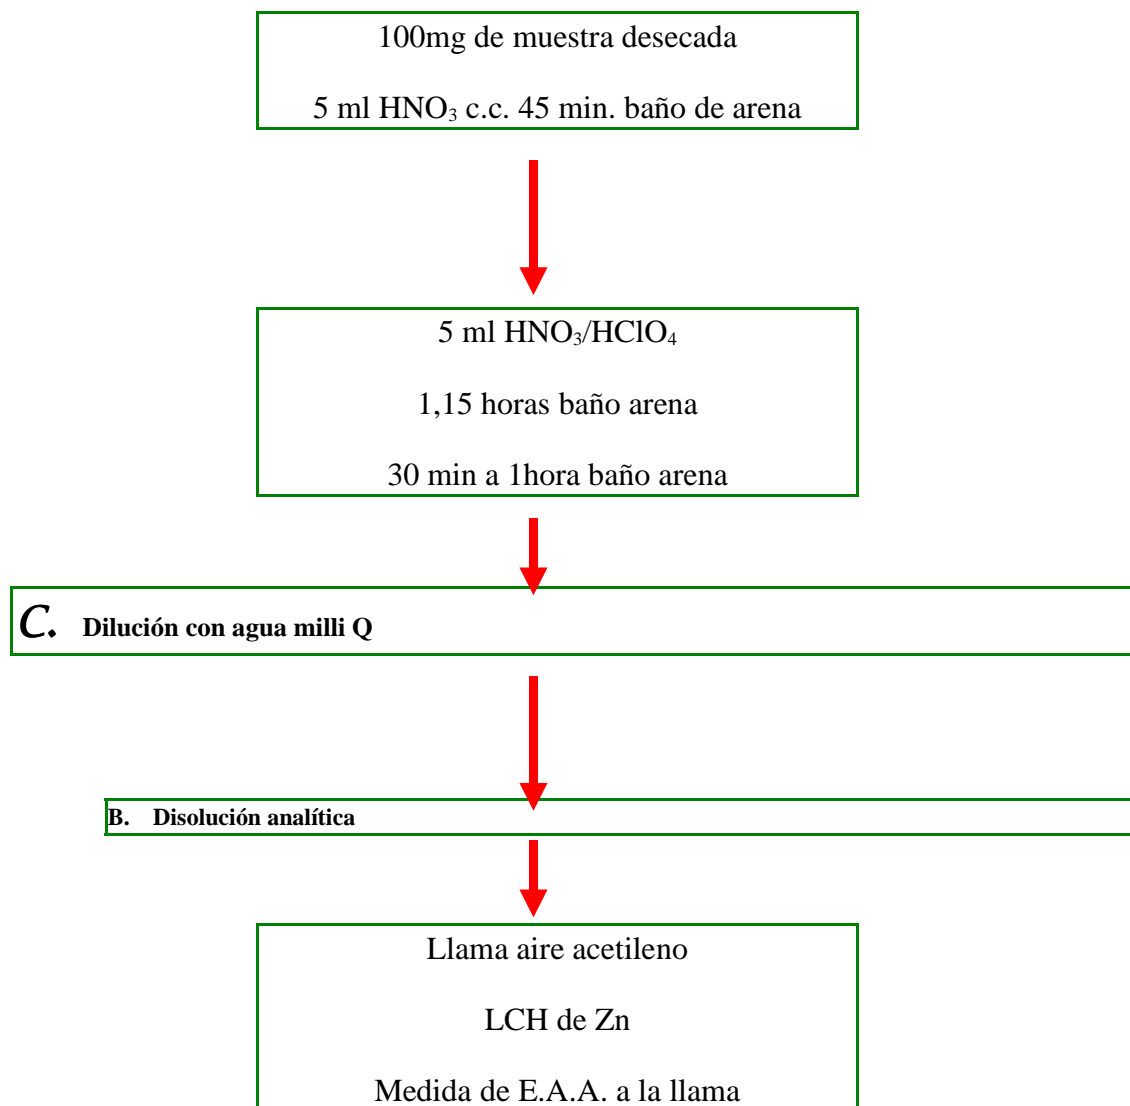 100mg de muestra desecada
5 ml HNO₃ c.c. 45 min. baño de arena
5 ml HNO₃/HClO₄
1,15 horas baño arena
30 min a 1hora baño arena
C. Dilución con agua milli Q
B. Disolución analítica
Llama aire acetileno
LCH de Zn
Medida de E.A.A. a la llama